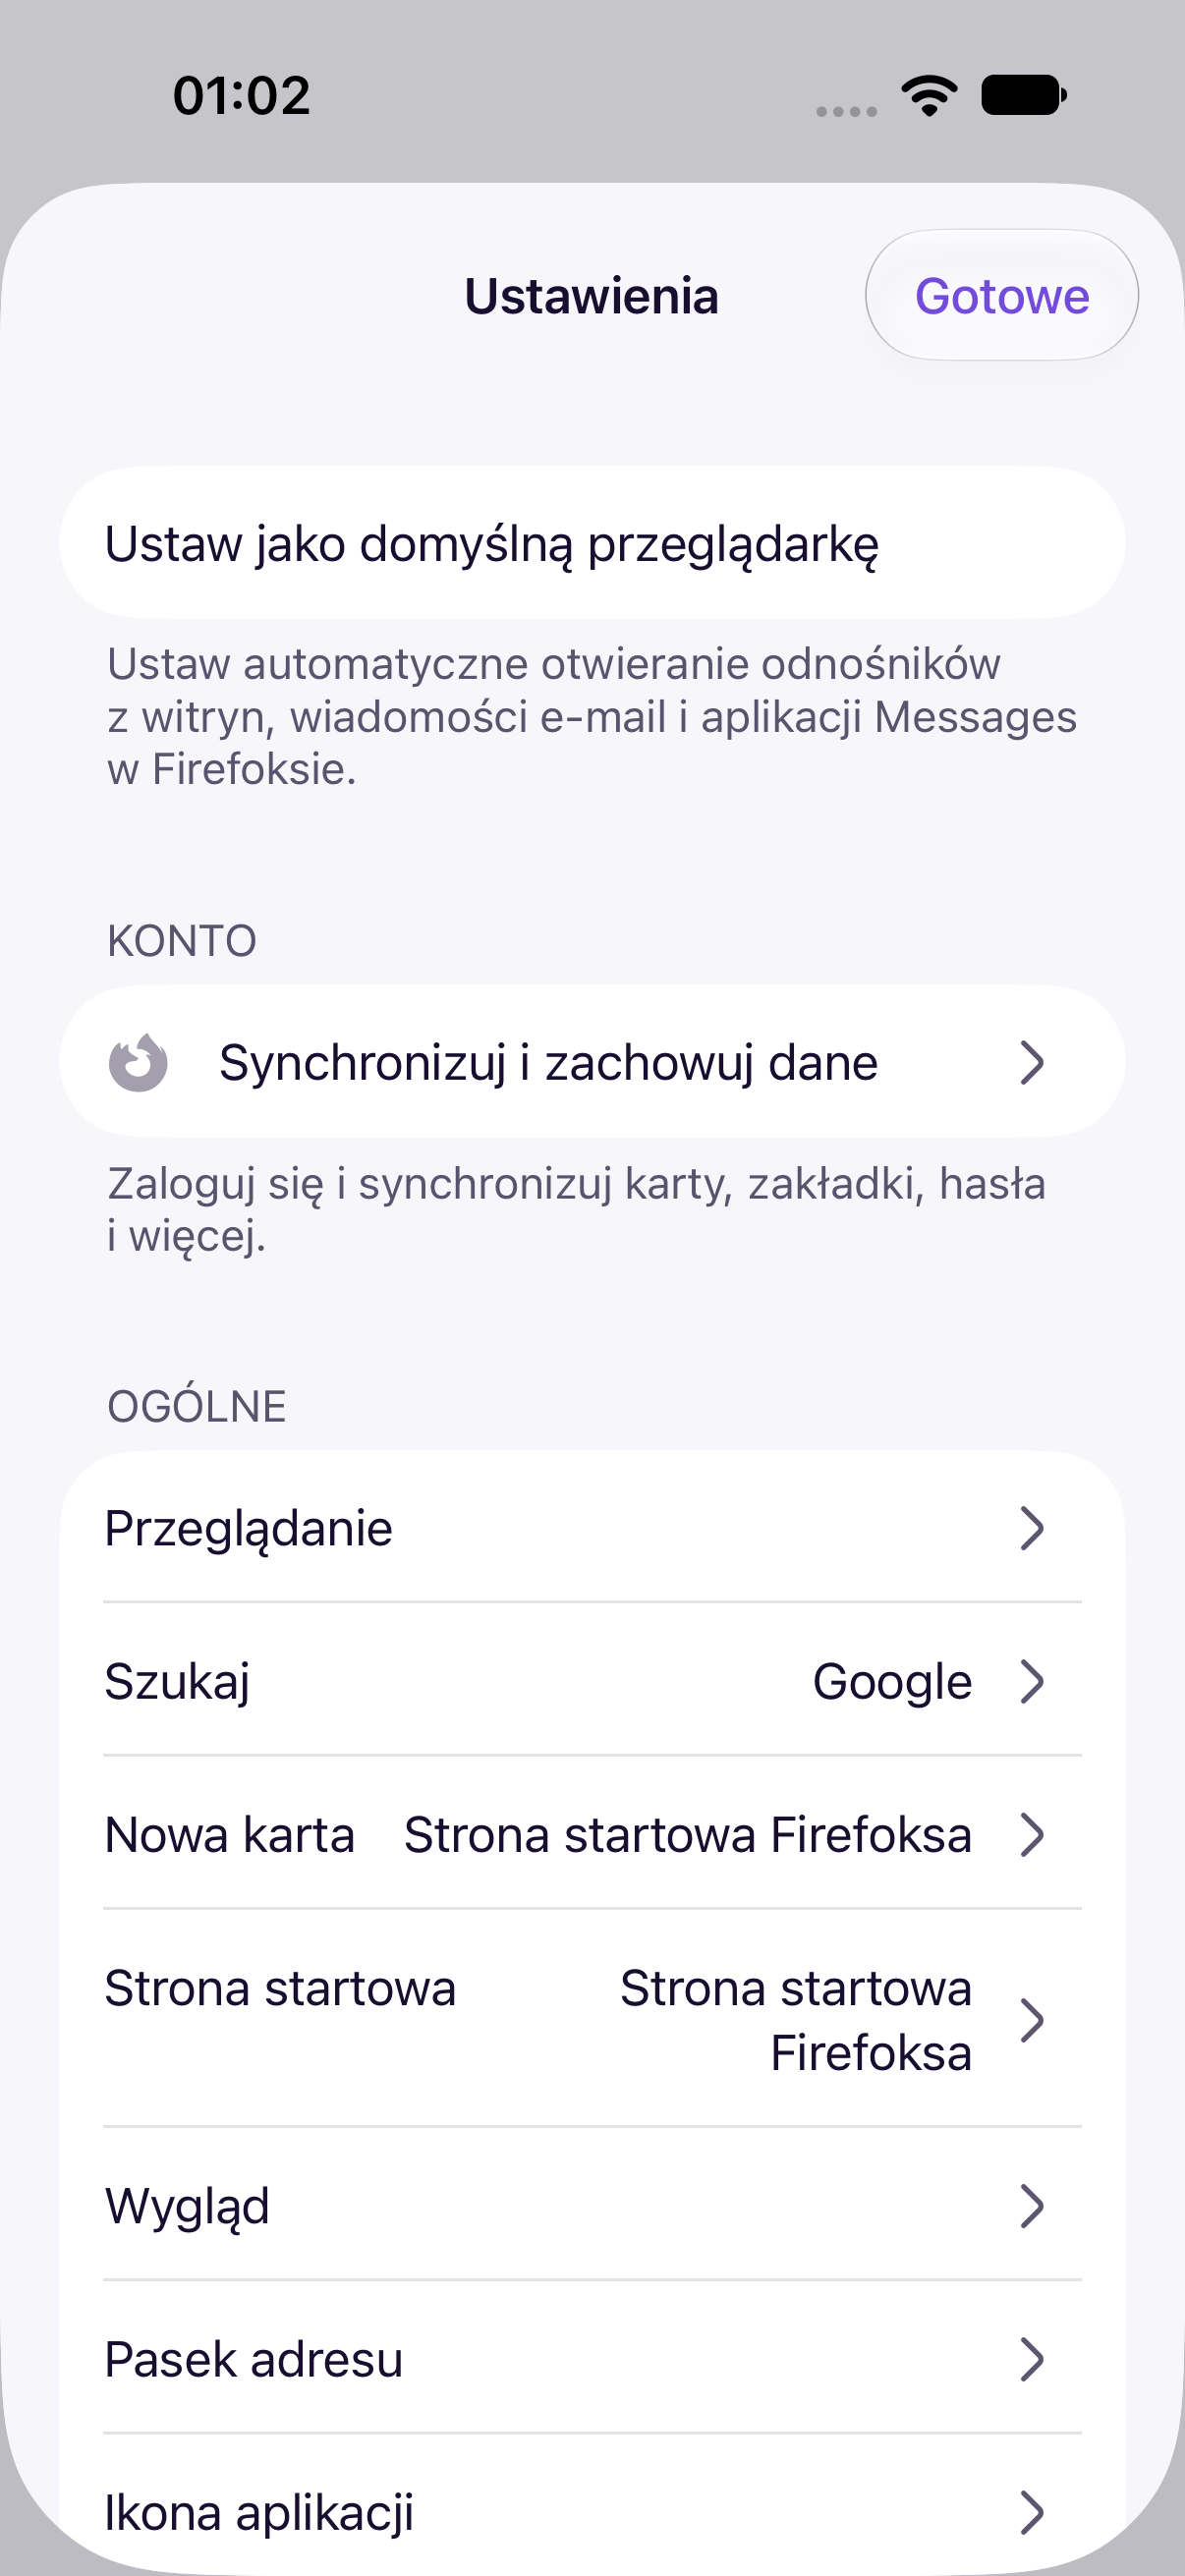 01:02
Ustawienia
Gotowe
Ustaw jako domyślną przeglądarkę
Ustaw automatyczne otwieranie odnośników
z witryn, wiadomości e-mail i aplikacji Messages
w Firefoksie.
KONTO
Synchronizuj i zachowuj dane
Zaloguj się i synchronizuj karty, zakładki, hasła
i więcej.
OGÓLNE
Przeglądanie
Szukaj Google
Nowa karta Strona startowa Firefoksa
Strona startowa Strona startowa
Firefoksa
Wygląd
Pasek adresu
Ikona aplikacji